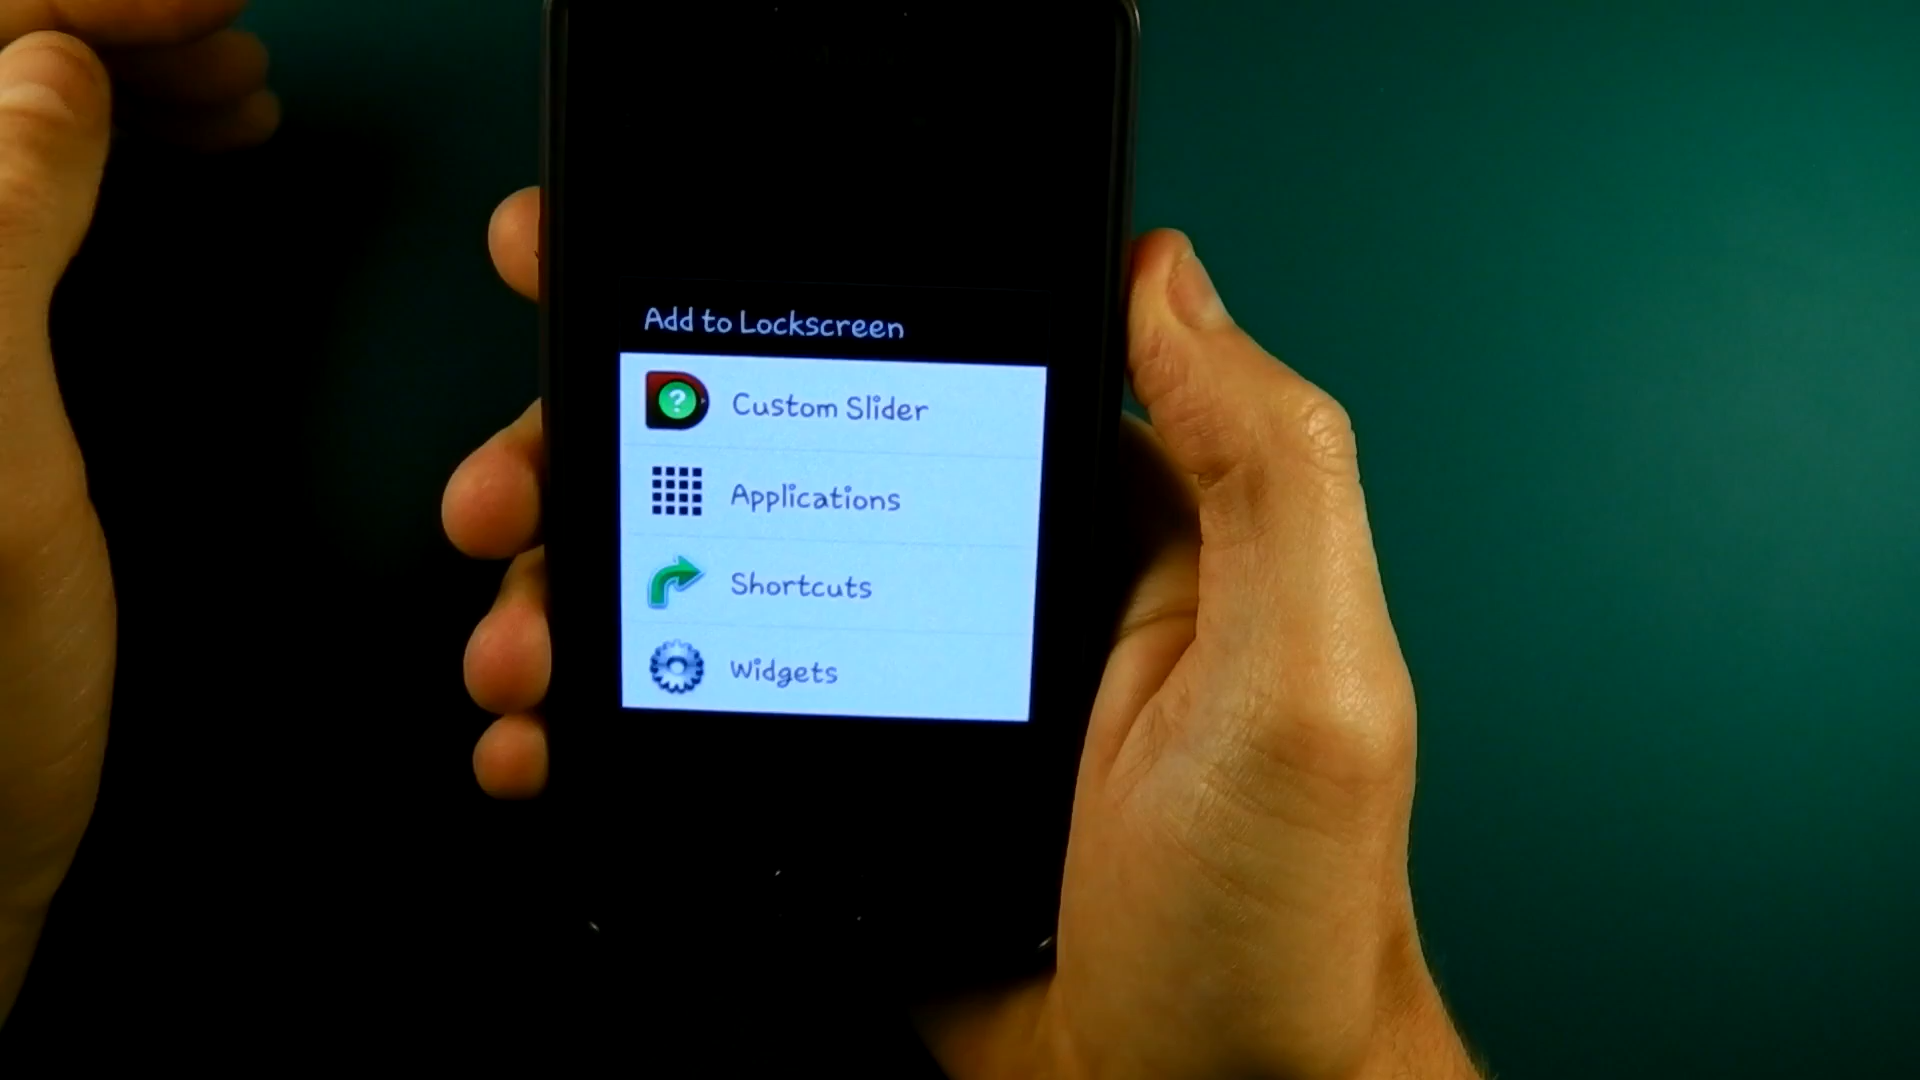 Add to Lockscreen
?
Custom Slider
Applications
Shortcuts
Widgets